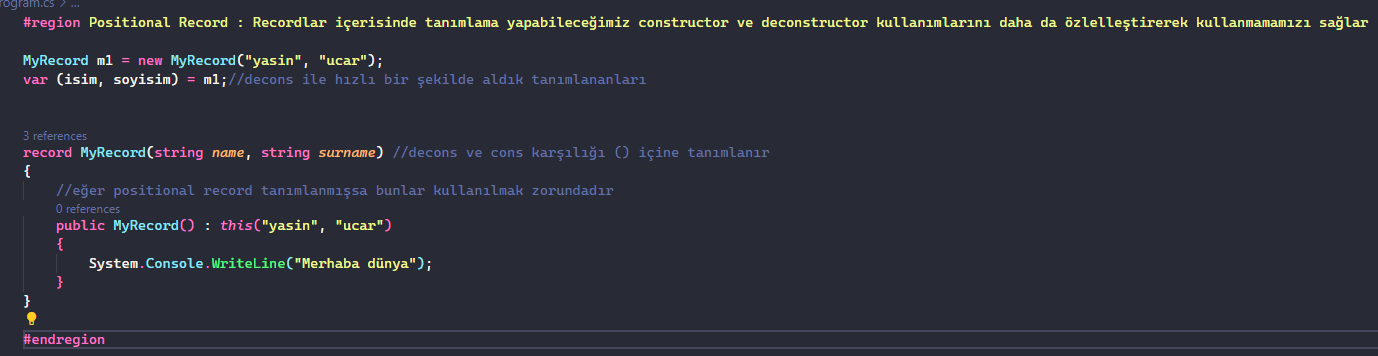 rogram.cs > ...
#region Positional Record : Recordlar içerisinde tanımlama yapabileceğimiz constructor ve deconstructor kullanımlarını daha da özlelleştirerek kullanmamamızı sağlar
MyRecord m1 = new MyRecord("yasin", "ucar");
var (isim, soyisim) = m1;//decons ile hızlı bir şekilde aldık tanımlananları
3 references
record MyRecord(string name, string surname) //decons ve cons karşılığı () içine tanımlanır
{
//eğer positional record tanımlanmışsa bunlar kullanılmak zorundadır
0 references
public MyRecord() : this("yasin", "ucar")
{
System.Console.WriteLine("Merhaba dünya");
}
}
#endregion